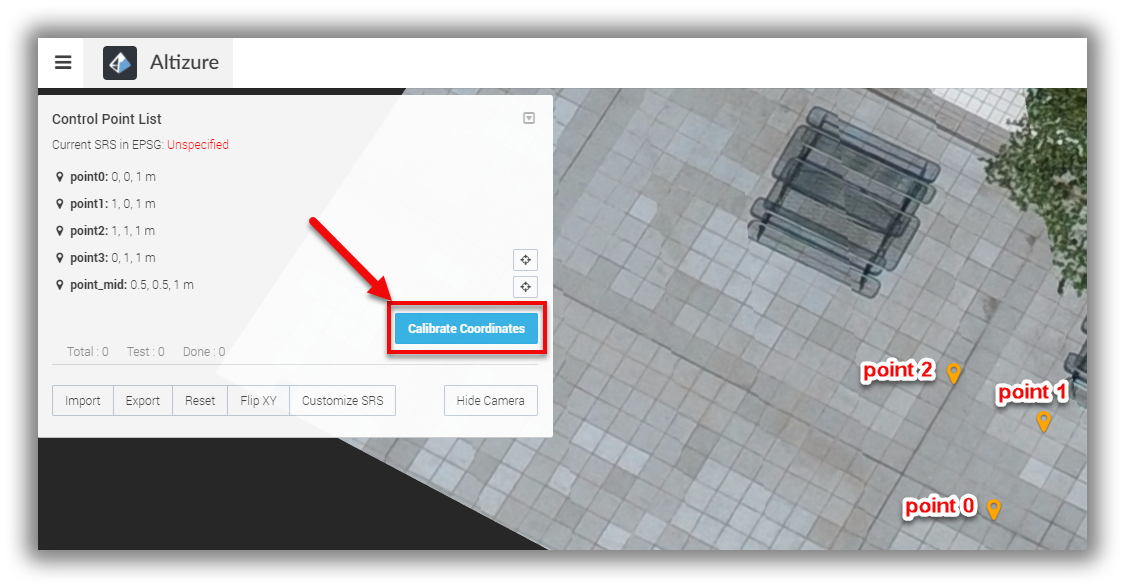 Altizure
Control Point List
Current SRS in EPSG: Unspecified
point0: 0, 0, 1 m
point1: 1, 0, 1 m
point2: 1, 1, 1 m
point3: 0, 1, 1 m
point_mid: 0.5, 0.5, 1 m
Calibrate Coordinates
Total : 0 Test : 0 Done : 0
Import Export Reset Flip XY Customize SRS Hide Camera
point 2
point 1
point 0